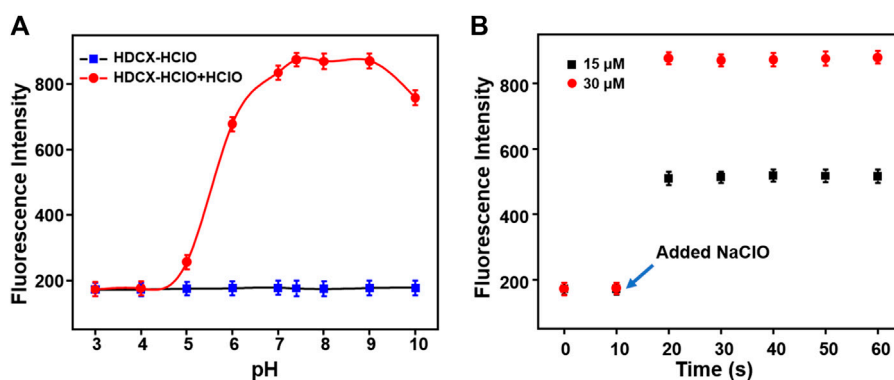 A
HDCX-HClO
HDCX-HClO+HClO
Fluorescence Intensity
800
600
400
200
3 4 5 6 7 8 9 10
pH
B
15 μM
30 μM
Fluorescence Intensity
800
600
400
200
Added NaClO
0 10 20 30 40 50 60
Time (s)